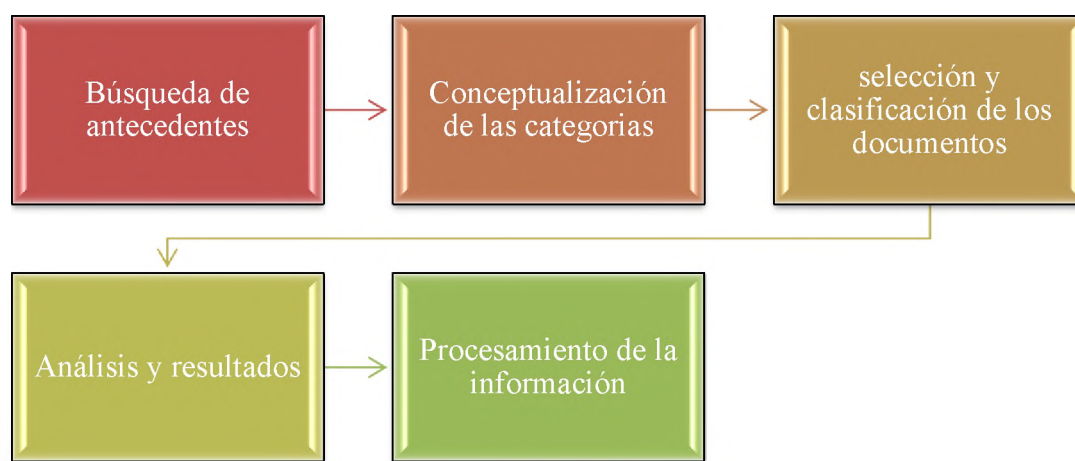 Búsqueda de
antecedentes
Conceptualización
de las categorias
selección y
clasificación de los
documentos
Análisis y resultados
Procesamiento de la
información